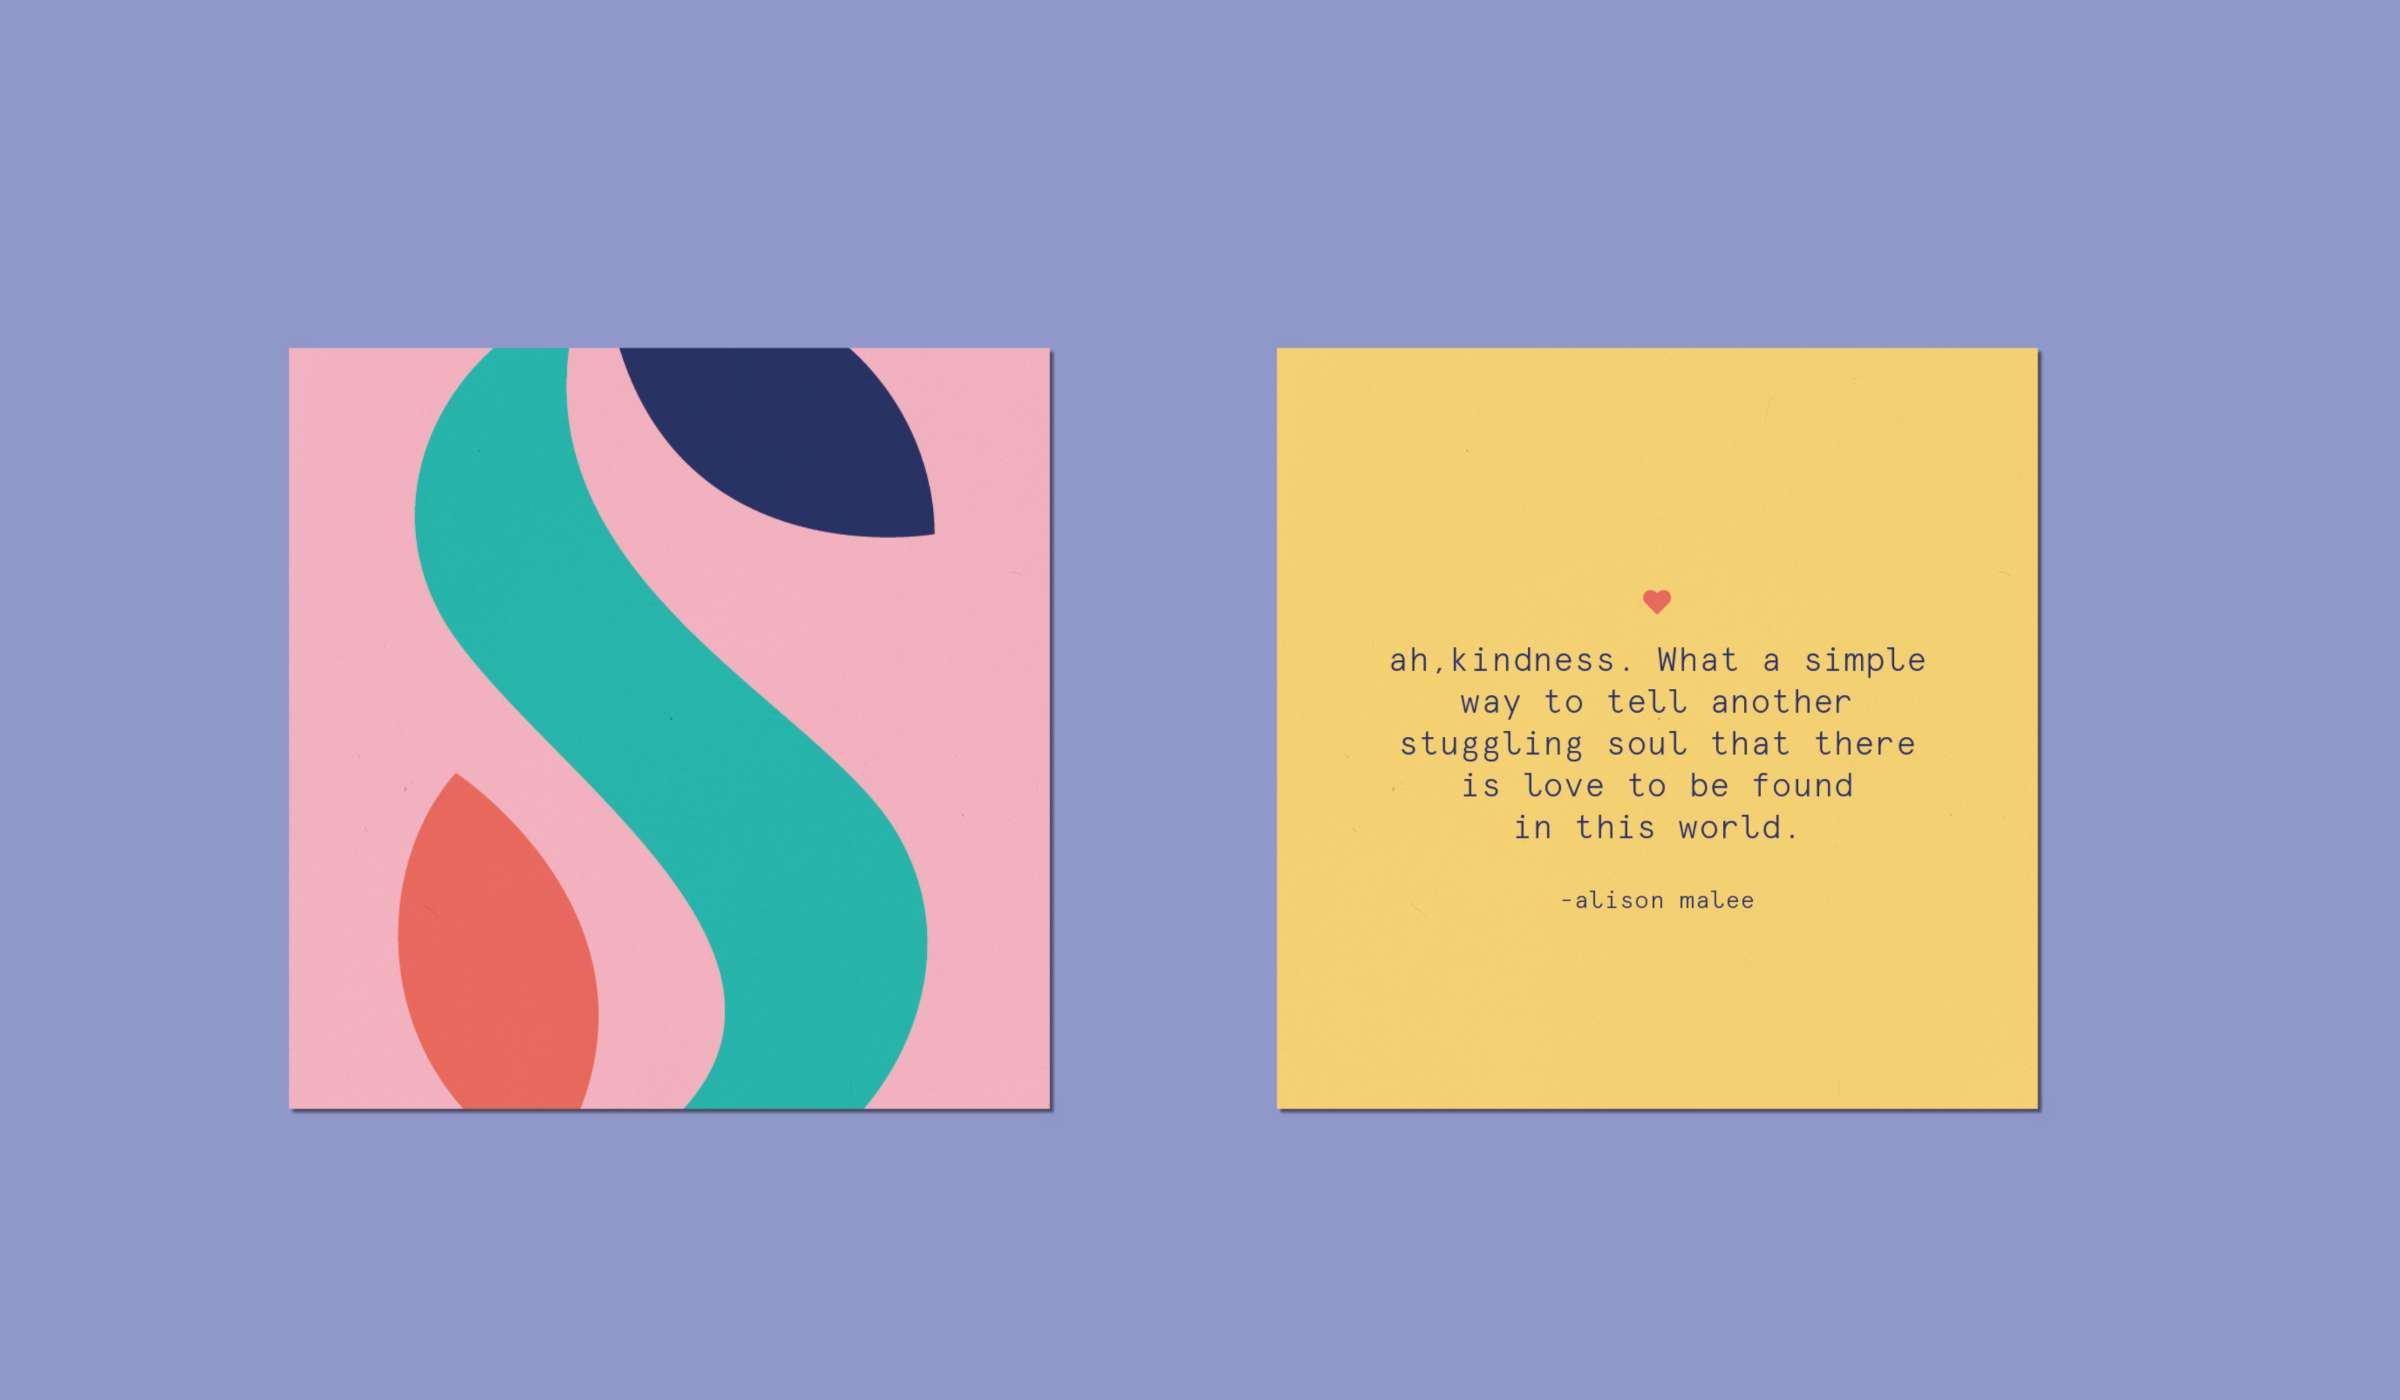 ah,kindness. What a simple
way to tell another
stuggling soul that there
is love to be found
in this world.
-alison malee